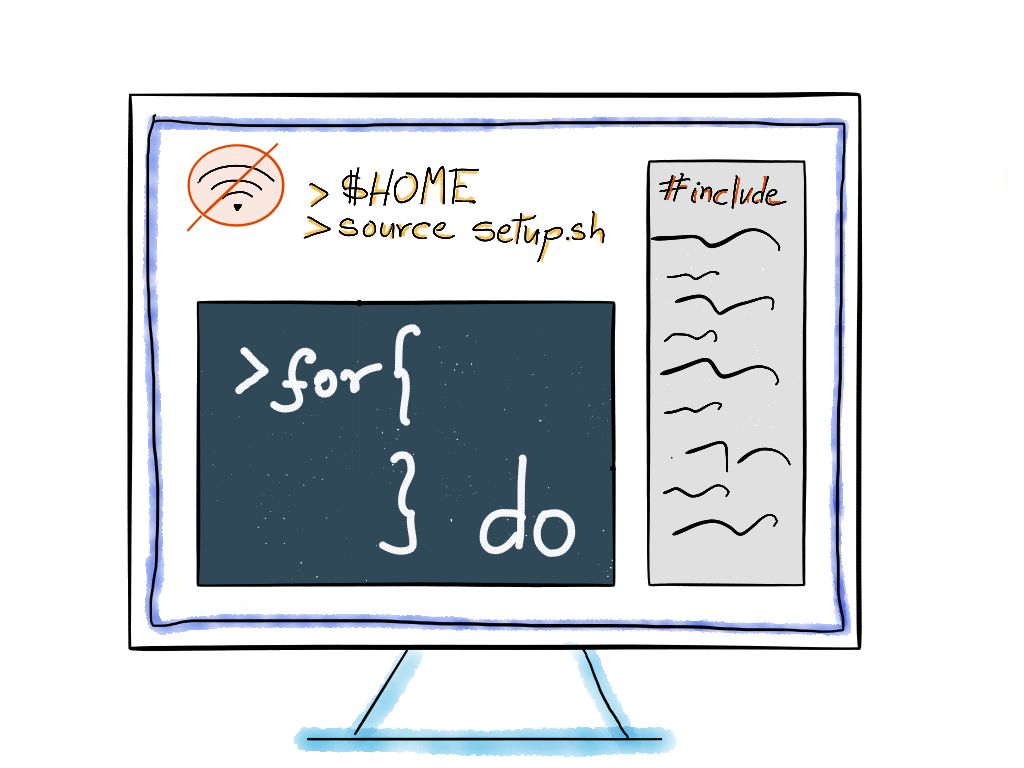 > $HOME
> source setup.sh
#include
>for{
} do